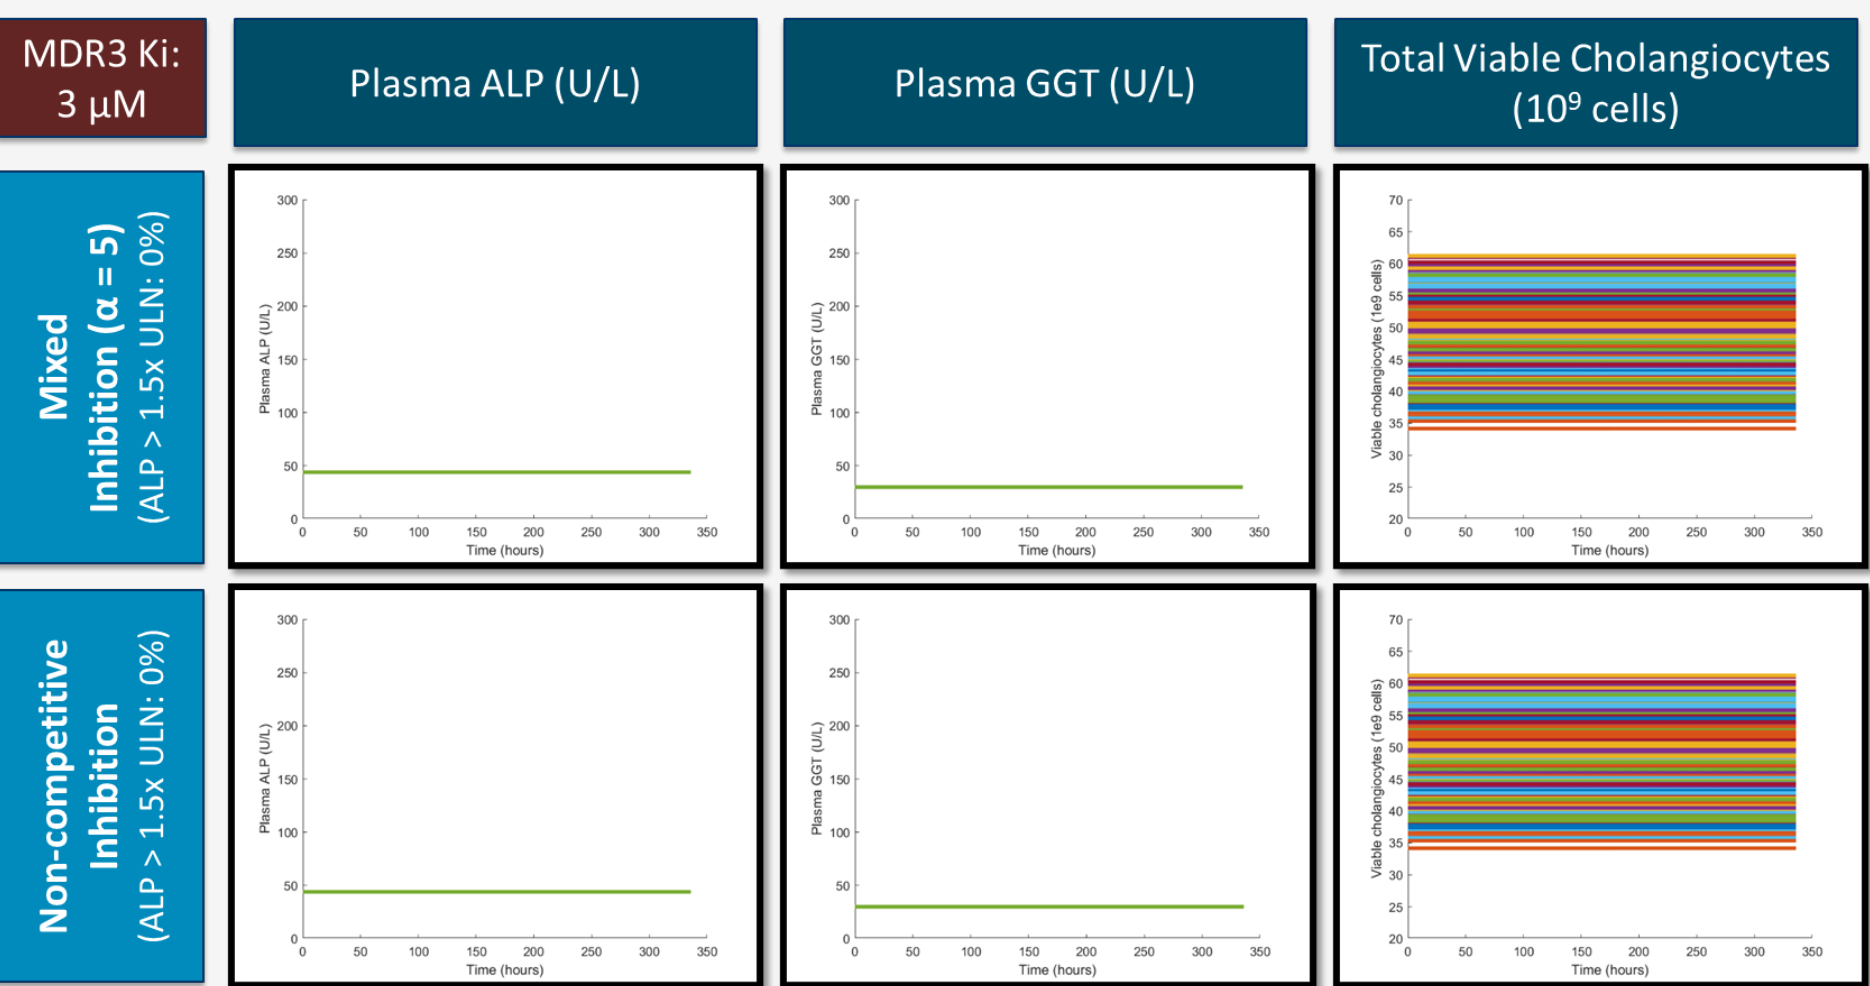 MDR3 Ki:
3 µM
Plasma ALP (U/L)
Plasma GGT (U/L)
Total Viable Cholangiocytes
(10⁹ cells)
Mixed
Inhibition (α = 5)
(ALP > 1.5x ULN: 0%)
300
250
200
150
100
50
0
Plasma ALP (U/L)
0 50 100 150 200 250 300 350
Time (hours)
300
250
200
150
100
50
0
Plasma GGT (U/L)
0 50 100 150 200 250 300 350
Time (hours)
70
65
60
55
50
45
40
35
30
25
20
Viable cholangiocytes (1e9 cells)
0 50 100 150 200 250 300 350
Time (hours)
Non-competitive
Inhibition
(ALP > 1.5x ULN: 0%)
300
250
200
150
100
50
0
Plasma ALP (U/L)
0 50 100 150 200 250 300 350
Time (hours)
300
250
200
150
100
50
0
Plasma GGT (U/L)
0 50 100 150 200 250 300 350
Time (hours)
70
65
60
55
50
45
40
35
30
25
20
Viable cholangiocytes (1e9 cells)
0 50 100 150 200 250 300 350
Time (hours)